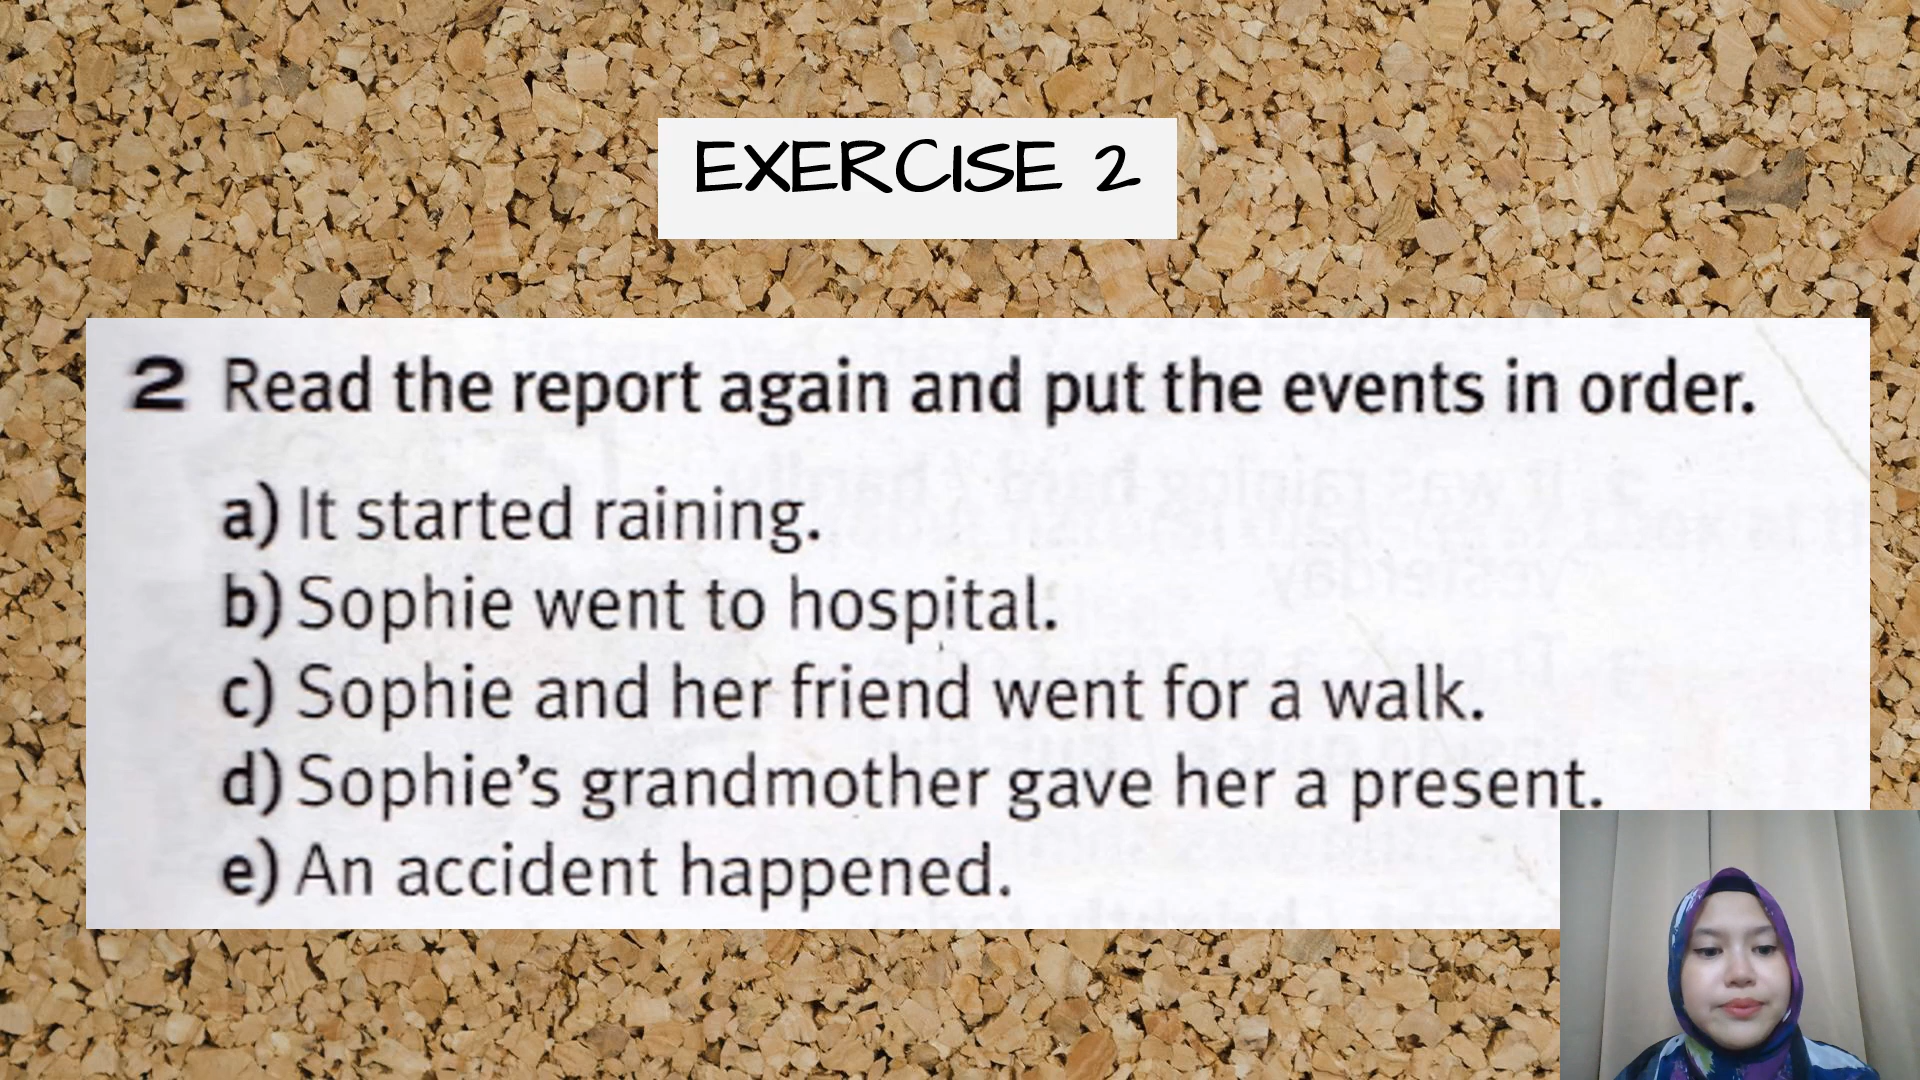 EXERCISE 2
2 Read the report again and put the events in order.
a) It started raining.
b) Sophie went to hospital.
c) Sophie and her friend went for a walk.
d) Sophie's grandmother gave her a present.
e) An accident happened.